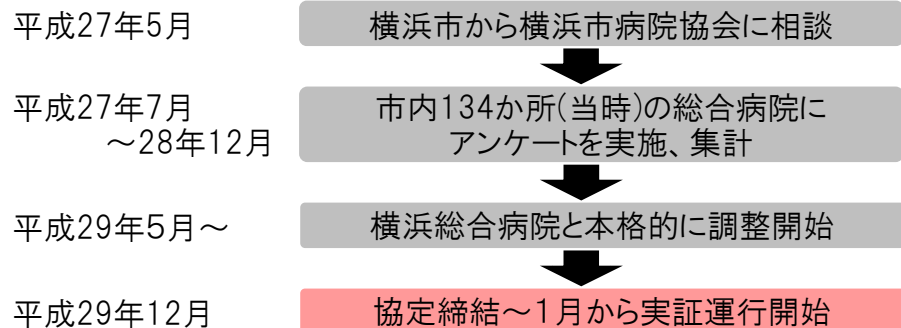 平成27年5月 横浜市から横浜市病院協会に相談
平成27年7月 市内134か所(当時)の総合病院に
～28年12月 アンケートを実施、集計
平成29年5月～ 横浜総合病院と本格的に調整開始
平成29年12月 協定締結～1月から実証運行開始